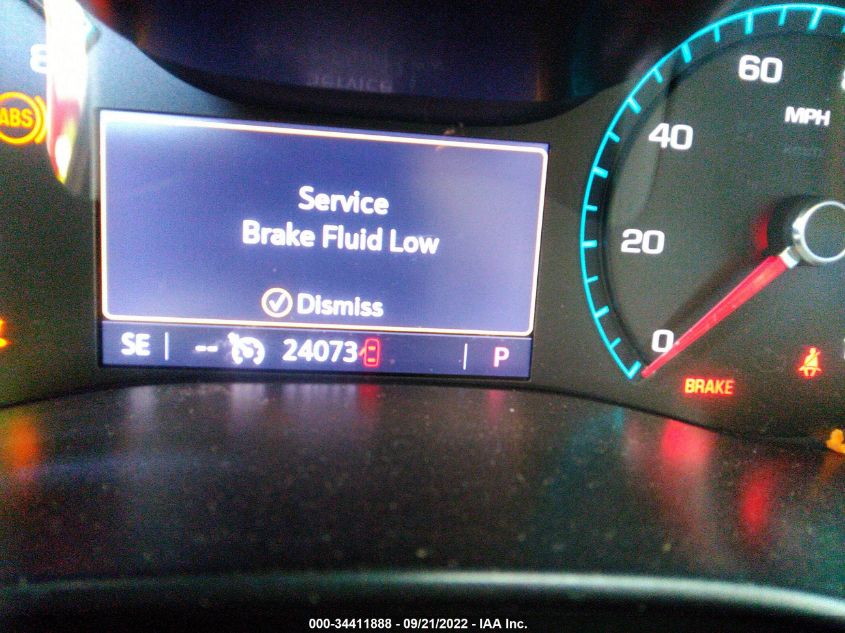 8
ABS
Service
Brake Fluid Low
Dismiss
SE -- 24073 P
60
MPH
40
20
0
BRAKE
000-34411888 - 09/21/2022 - IAA Inc.